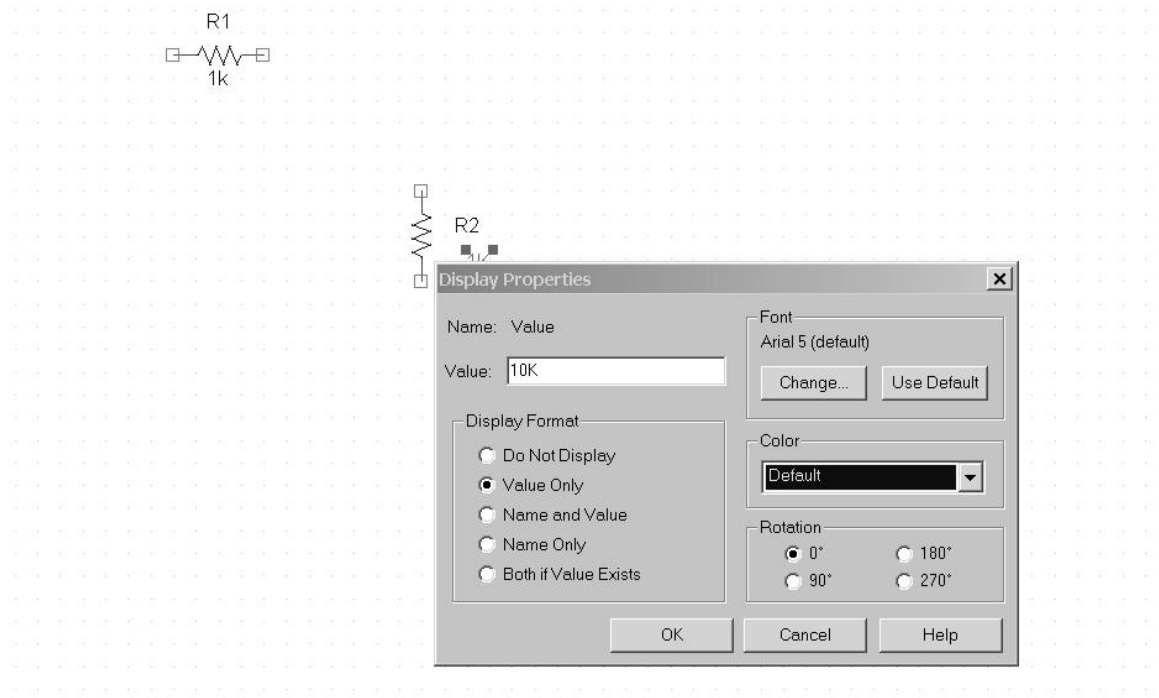 R1
1k
R2
Display Properties
Name: Value
Value: 10K
Display Format
Do Not Display
Value Only
Name and Value
Name Only
Both if Value Exists
Font
Arial 5 (default)
Change...
Use Default
Color
Default
Rotation
0° 180°
90° 270°
OK Cancel Help